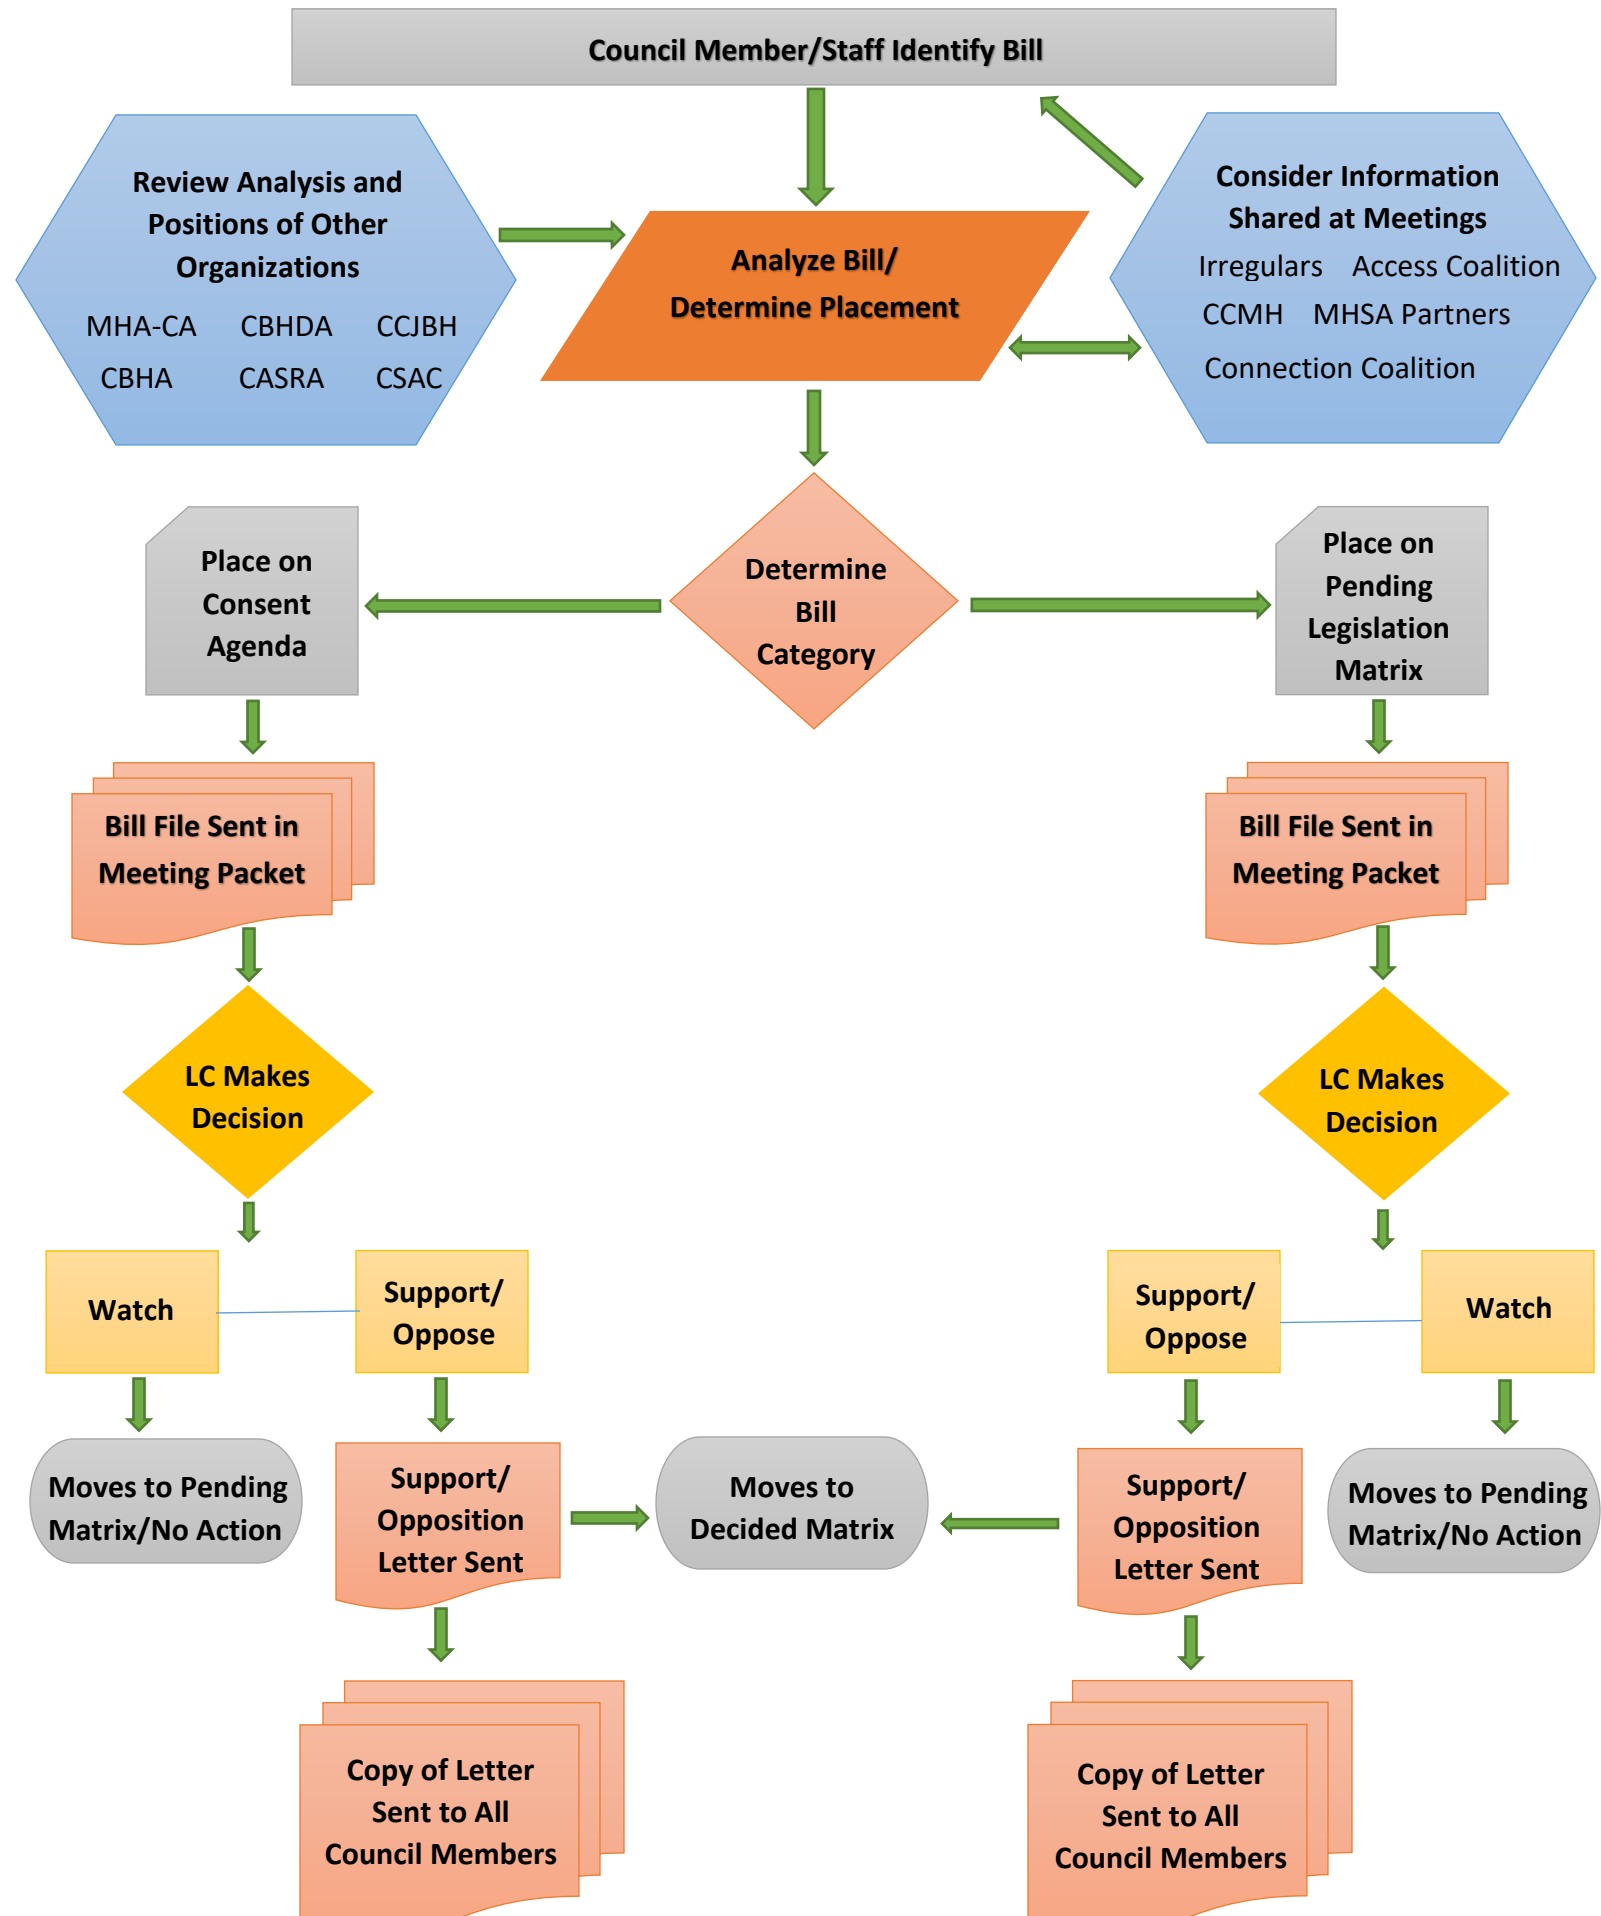 Council Member/Staff Identify Bill
Review Analysis and
Positions of Other
Organizations
MHA-CA CBHDA CCJBH
CBHA CASRA CSAC
Analyze Bill/
Determine Placement
Consider Information
Shared at Meetings
Irregulars Access Coalition
CCMH MHSA Partners
Connection Coalition
Place on
Consent
Agenda
Determine
Bill
Category
Place on
Pending
Legislation
Matrix
Bill File Sent in
Meeting Packet
Bill File Sent in
Meeting Packet
LC Makes
Decision
LC Makes
Decision
Watch
Support/
Oppose
Support/
Oppose
Watch
Moves to Pending
Matrix/No Action
Support/
Opposition
Letter Sent
Moves to
Decided Matrix
Support/
Opposition
Letter Sent
Moves to Pending
Matrix/No Action
Copy of Letter
Sent to All
Council Members
Copy of Letter
Sent to All
Council Members